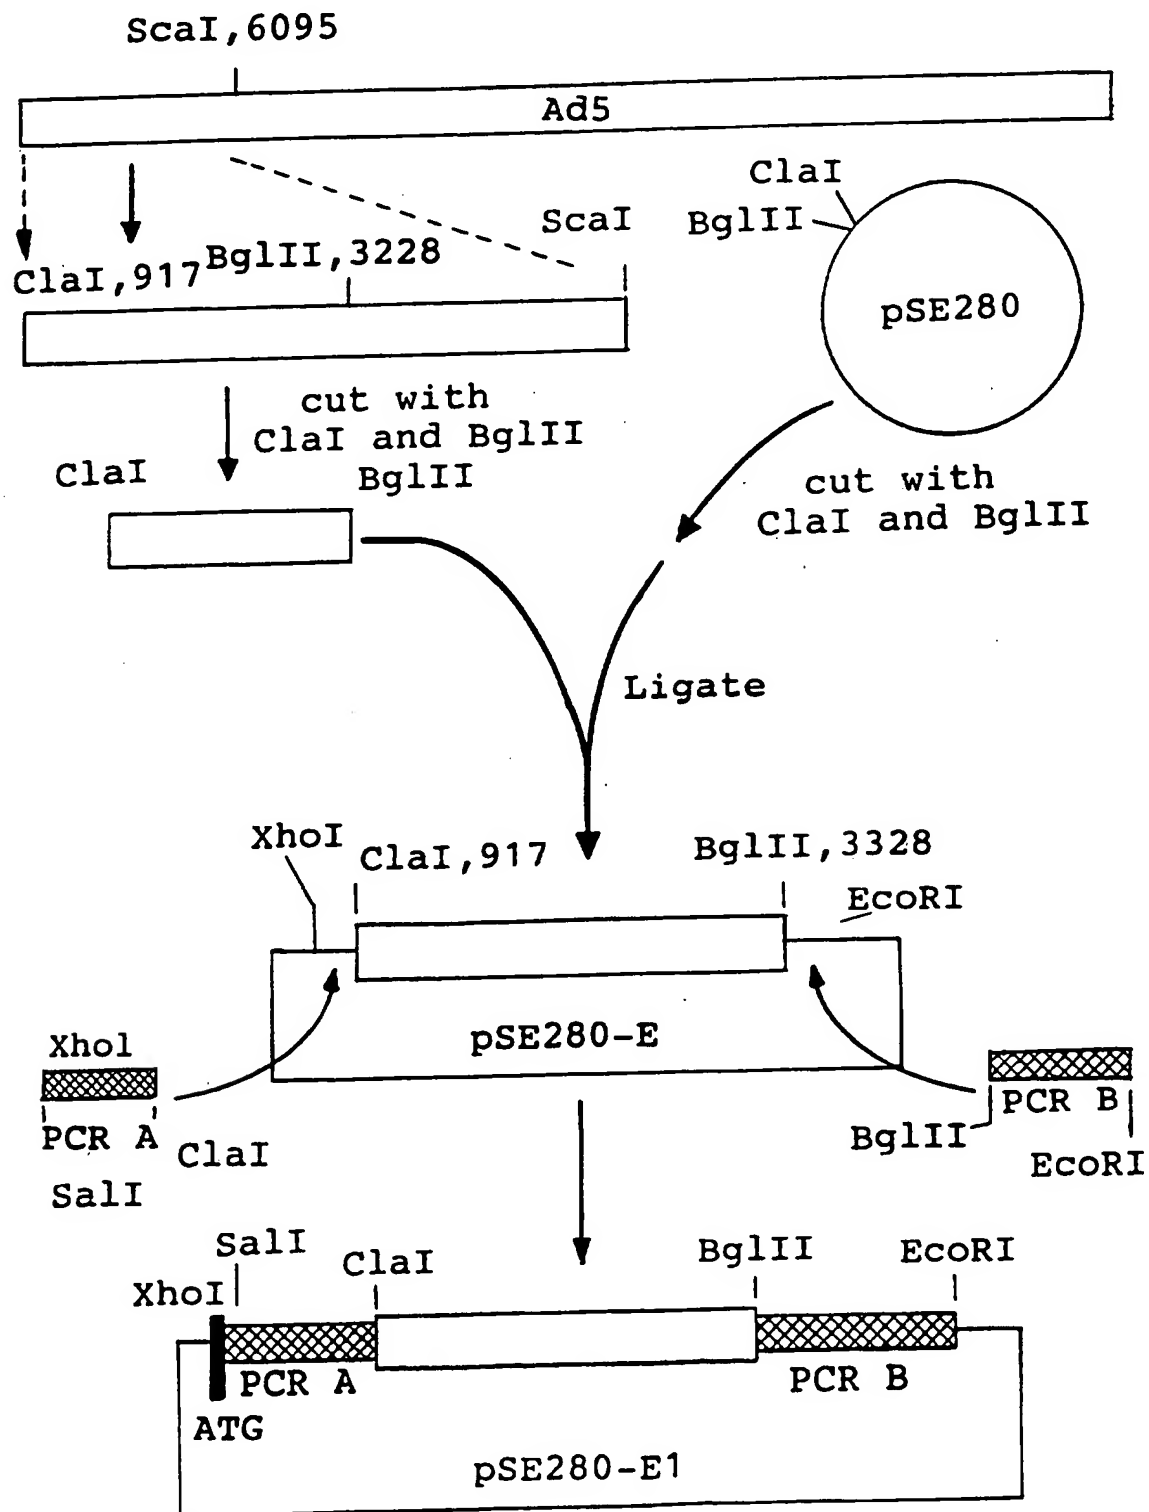 ScaI,6095
Ad5
ClaI
BglII
ScaI
ClaI,917
BglII,3228
pSE280
cut with
ClaI and BglII
ClaI
BglII
cut with
ClaI and BglII
Ligate
XhoI
ClaI,917
BglII,3328
EcoRI
pSE280-E
Xhol
PCR A
ClaI
SalI
PCR B
BglII
EcoRI
SalI
ClaI
BglII
EcoRI
XhoI
PCR A
PCR B
ATG
pSE280-E1